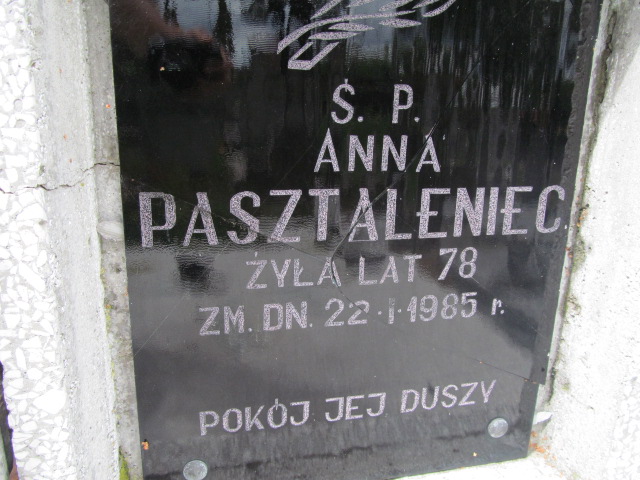 Ś. P.
ANNA
PASZTALENIEC
ŻYŁA LAT 78
ZM. DN. 22·I·1985 r.
POKÓJ JEJ DUSZY